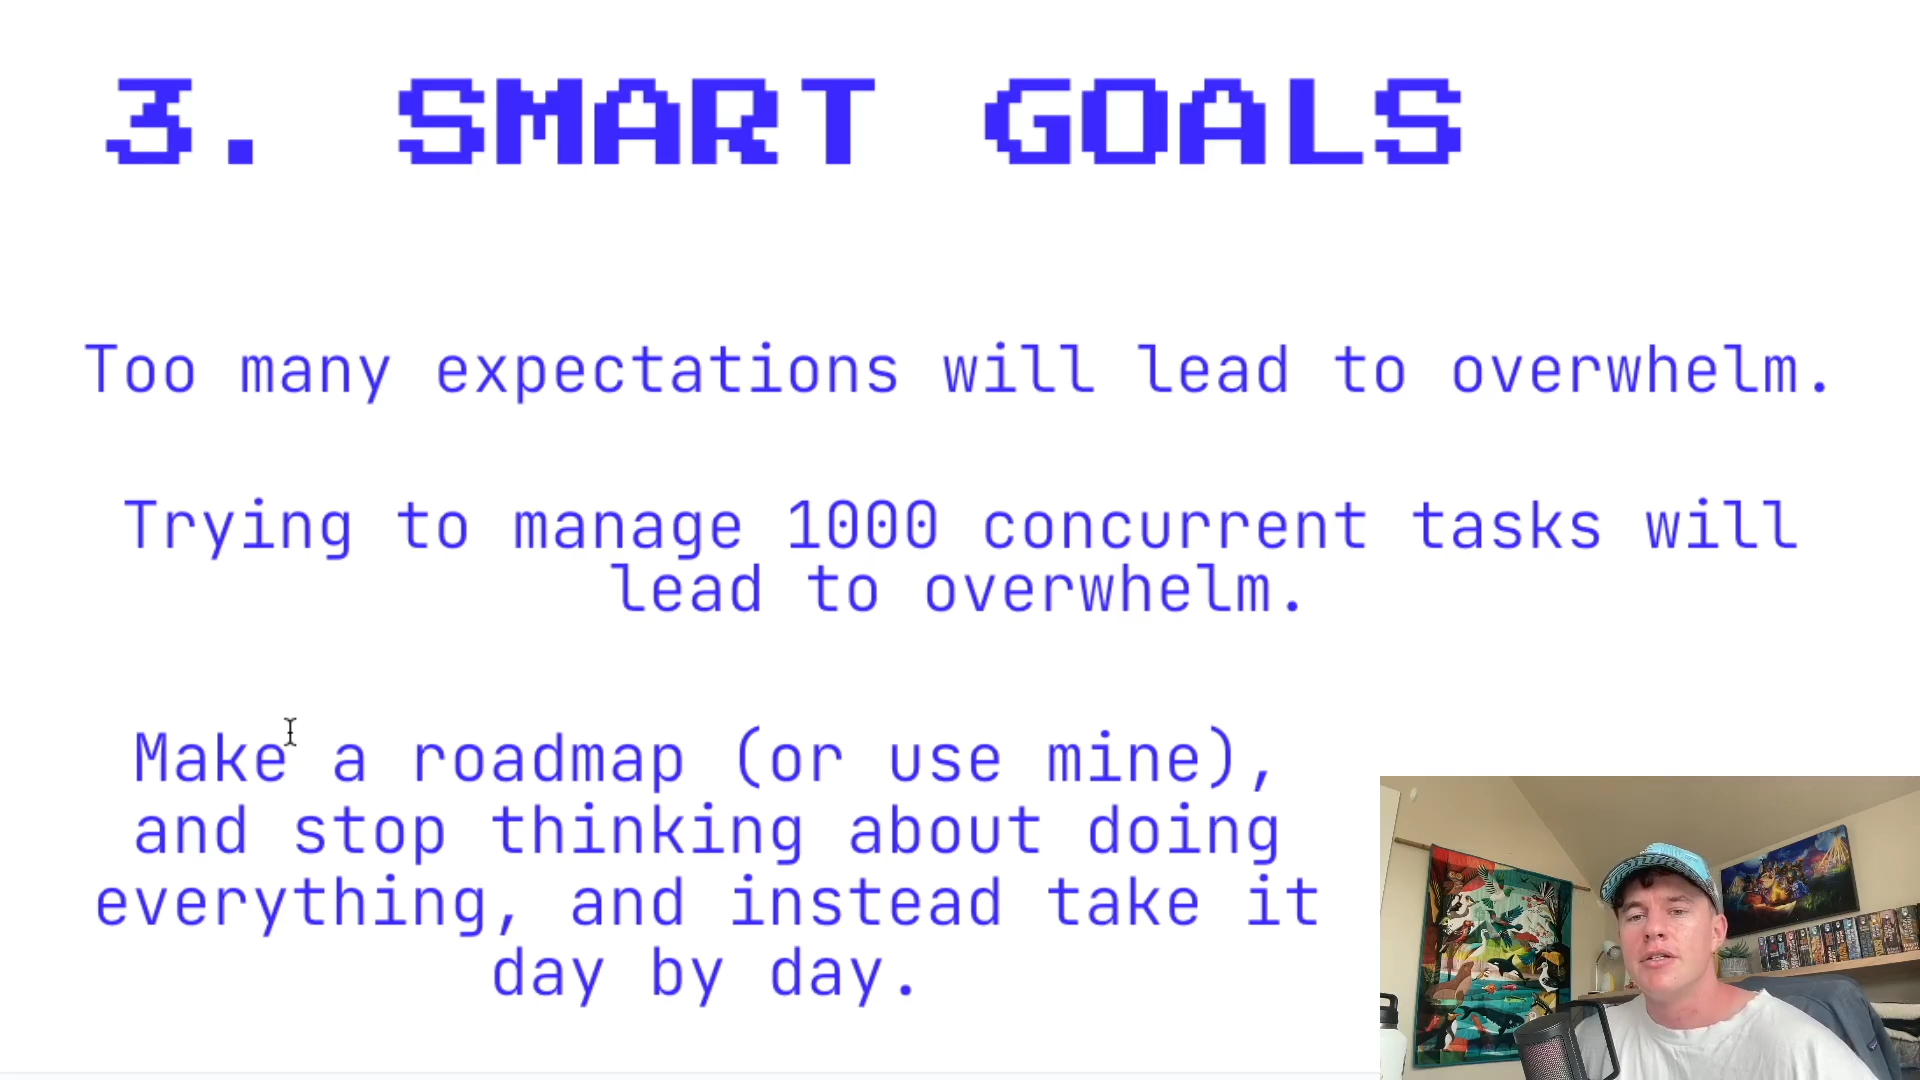 3. SMART GOALS
Too many expectations will lead to overwhelm.
Trying to manage 1000 concurrent tasks will
lead to overwhelm.
Make a roadmap (or use mine),
and stop thinking about doing
everything, and instead take it
day by day.